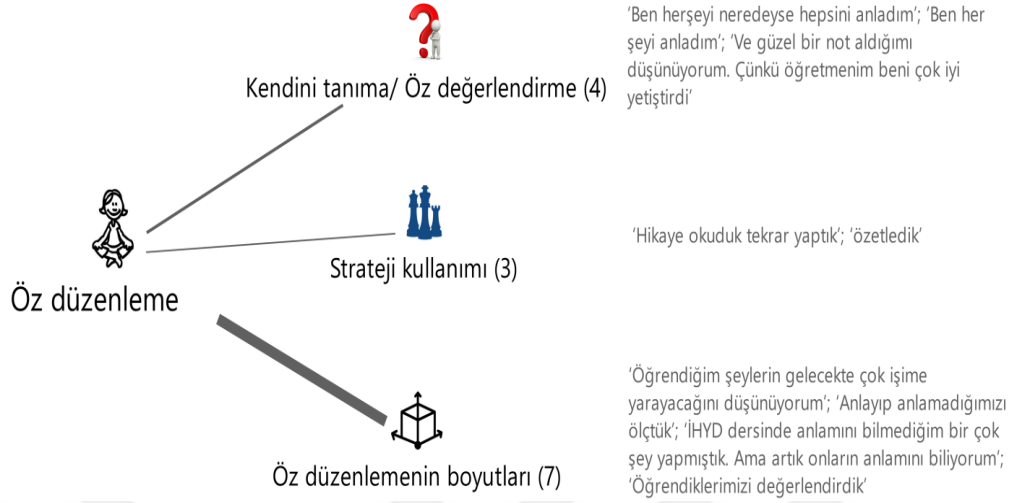 ‘Ben herşeyi neredeyse hepsini anladım’; ‘Ben her
şeyi anladım’; ‘Ve güzel bir not aldığımı
düşünüyorum. Çünkü öğretmenim beni çok iyi
yetiştirdi’
Kendini tanıma/ Öz değerlendirme (4)
‘Hikaye okuduk tekrar yaptık’; ‘özetledik’
Strateji kullanımı (3)
Öz düzenleme
‘Öğrendiğim şeylerin gelecekte çok işime
yarayacağını düşünüyorum’; ‘Anlayıp anlamadığımızı
ölçtük’; ‘İHYD dersinde anlamını bilmediğim bir çok
şey yapmıştık. Ama artık onların anlamını biliyorum’;
‘Öğrendiklerimizi değerlendirdik’
Öz düzenlemenin boyutları (7)